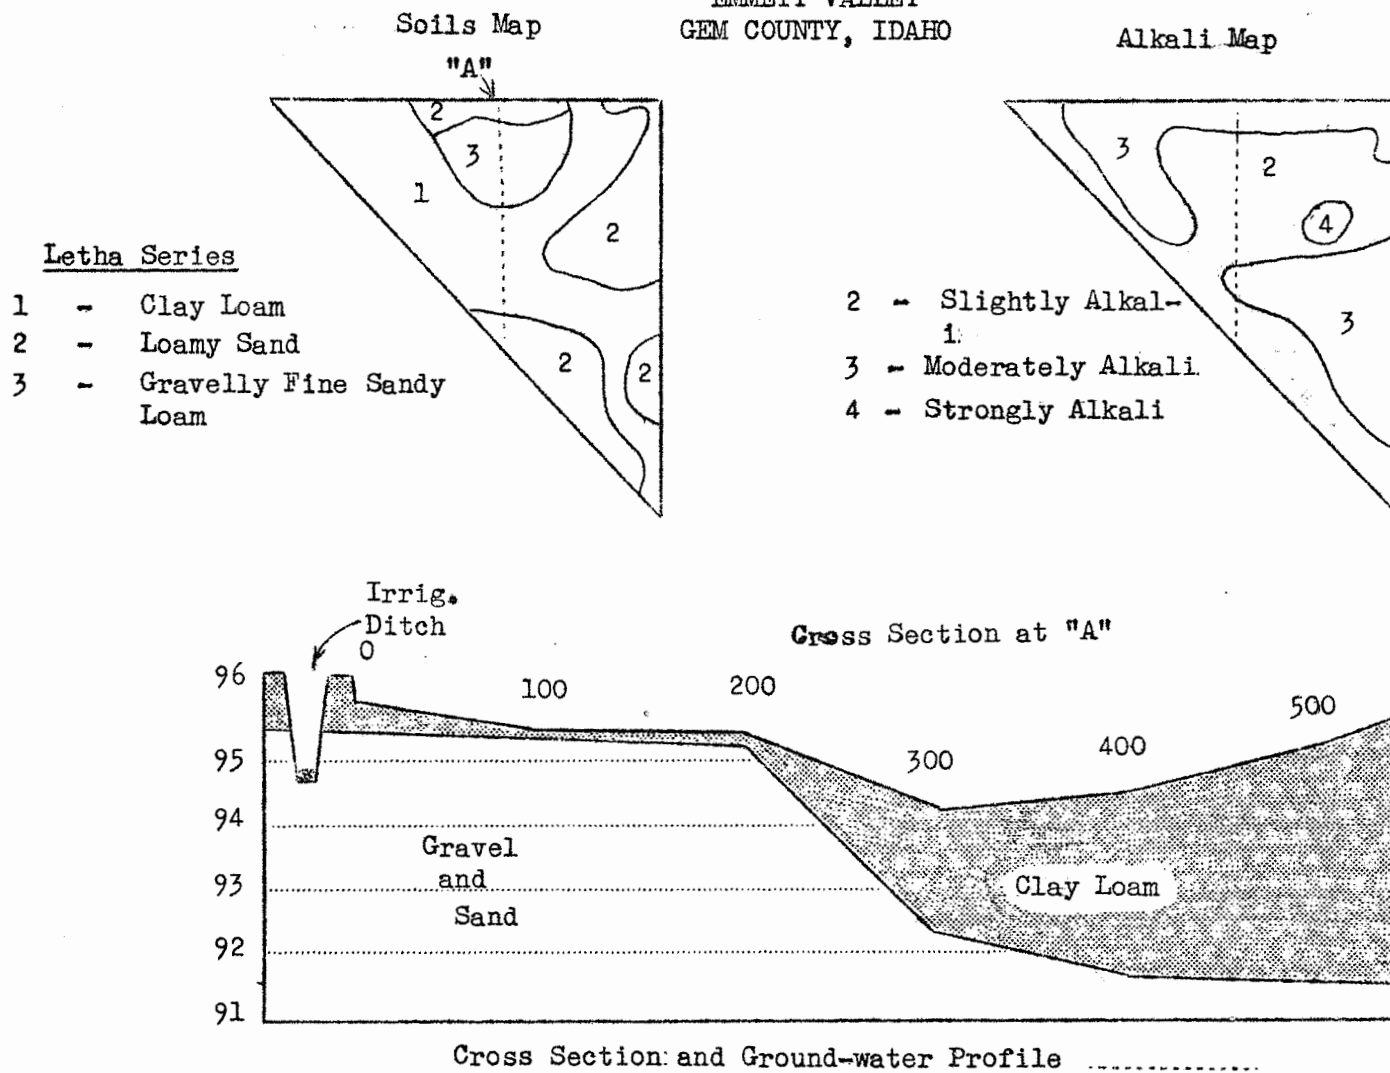 EMMETT VALLEY
GEM COUNTY, IDAHO
Soils Map
"A"
2
3
1
2
2
2
Letha Series
1 - Clay Loam
2 - Loamy Sand
3 - Gravelly Fine Sandy
Loam
Alkali Map
3
2
4
3
2 - Slightly Alkal-
i
3 - Moderately Alkali
4 - Strongly Alkali
Irrig.
Ditch
Cross Section at "A"
0
100
200
300
400
500
96
95
94
93
92
91
Gravel
and
Sand
Clay Loam
Cross Section and Ground-water Profile